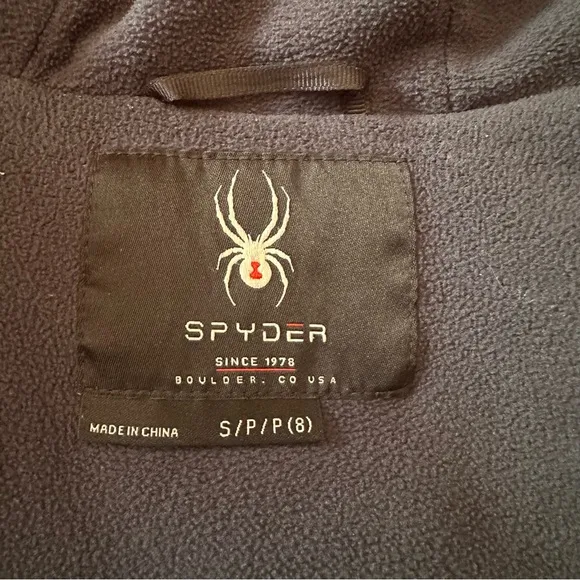 SPYDER
SINCE 1978
BOULDER. CO USA
MADE IN CHINA S/P/P(8)